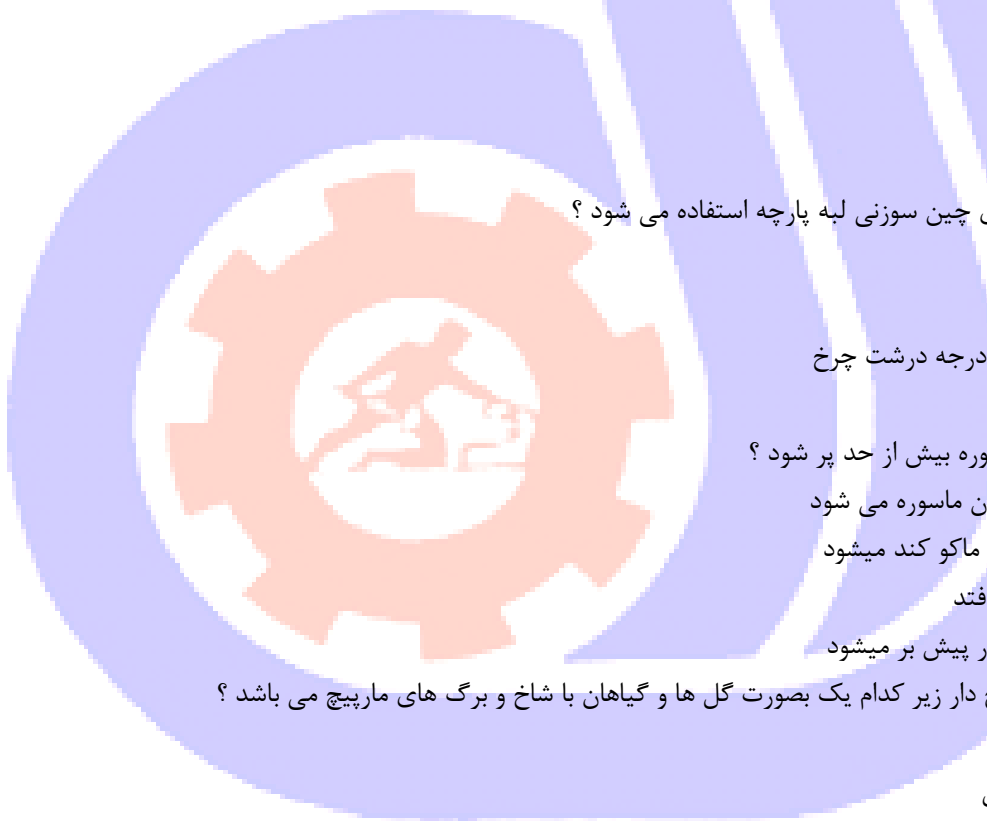 چین سوزنی لبه پارچه استفاده می شود ؟
درجه درشت چرخ
بیش از حد پر شود ؟
ماسوره می شود
ماکو کند میشود
پیش بر میشود
دار زیر کدام یک بصورت گل ها و گیاهان با شاخ و برگ های مارپیچ می باشد ؟